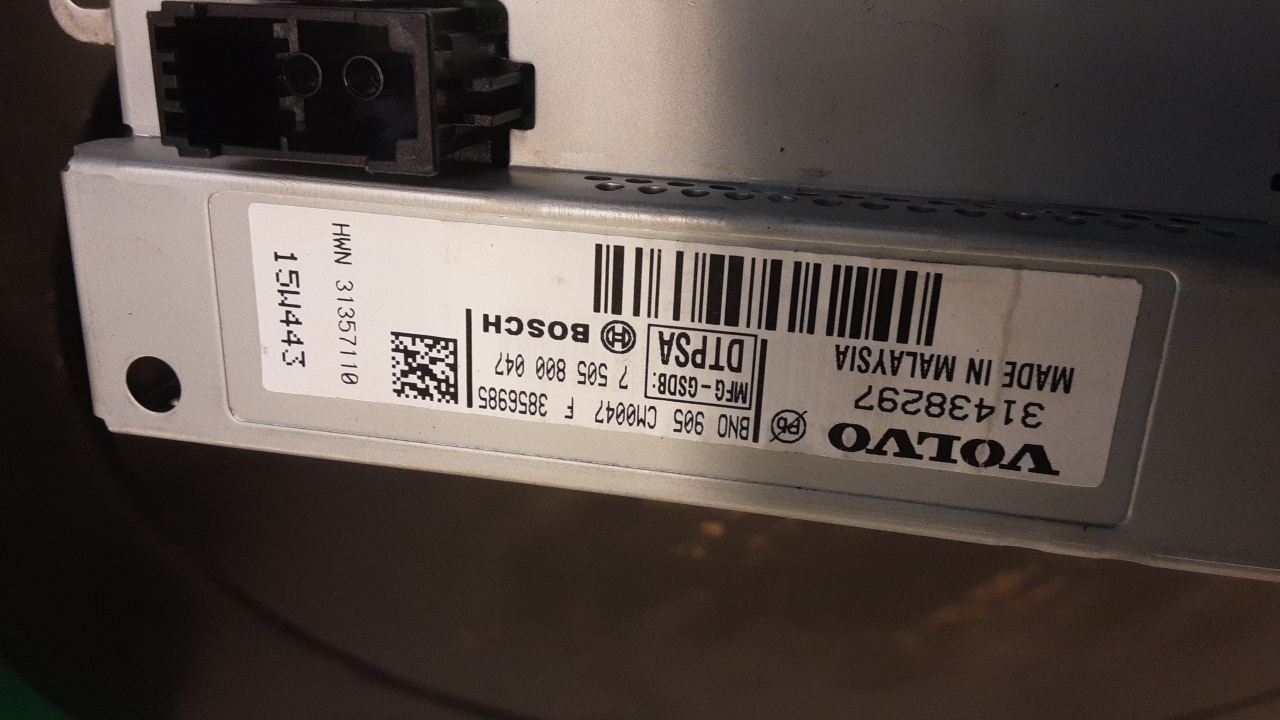 VOLVO Pb
31438297
MADE IN MALAYSIA
BNO 905 CM0047 F 3856985
MFG-GSDB:
DTPSA
7 505 800 047
BOSCH
HWN 31357110
15W443